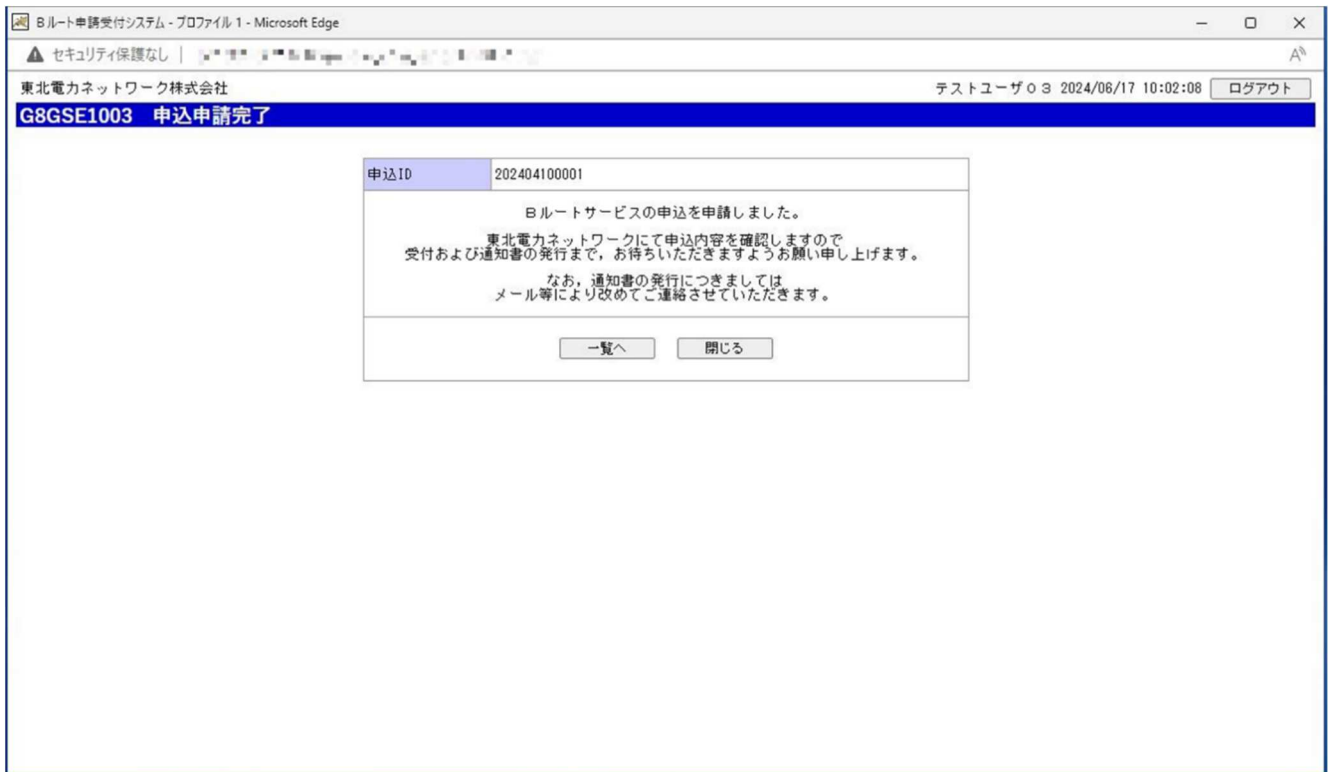 Bルート申請受付システム - プロファイル 1 - Microsoft Edge
セキュリティ保護なし
東北電力ネットワーク株式会社
テストユーザ03 2024/06/17 10:02:08 ログアウト
G8GSE1003 申込申請完了
申込ID 202404100001
Bルートサービスの申込を申請しました。
東北電力ネットワークにて申込内容を確認しますので
受付および通知書の発行まで，お待ちいただきますようお願い申し上げます。
なお，通知書の発行につきましては
メール等により改めてご連絡させていただきます。
一覧へ 閉じる